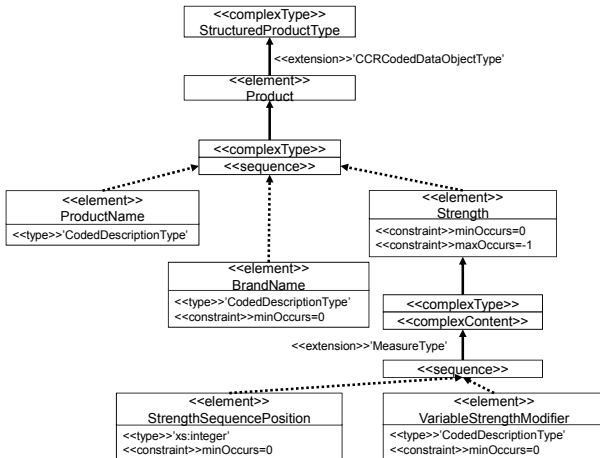 <<complexType>>
StructuredProductType
<<extension>>'CCRCodedDataObjectType'
<<element>>
Product
<<complexType>>
<<sequence>>
<<element>>
ProductName
<<type>>'CodedDescriptionType'
<<element>>
Strength
<<constraint>>minOccurs=0
<<constraint>>maxOccurs=-1
<<element>>
BrandName
<<type>>'CodedDescriptionType'
<<constraint>>minOccurs=0
<<complexType>>
<<complexContent>>
<<extension>>'MeasureType'
<<sequence>>
<<element>>
StrengthSequencePosition
<<type>>'xs:integer'
<<constraint>>minOccurs=0
<<element>>
VariableStrengthModifier
<<type>>'CodedDescriptionType'
<<constraint>>minOccurs=0